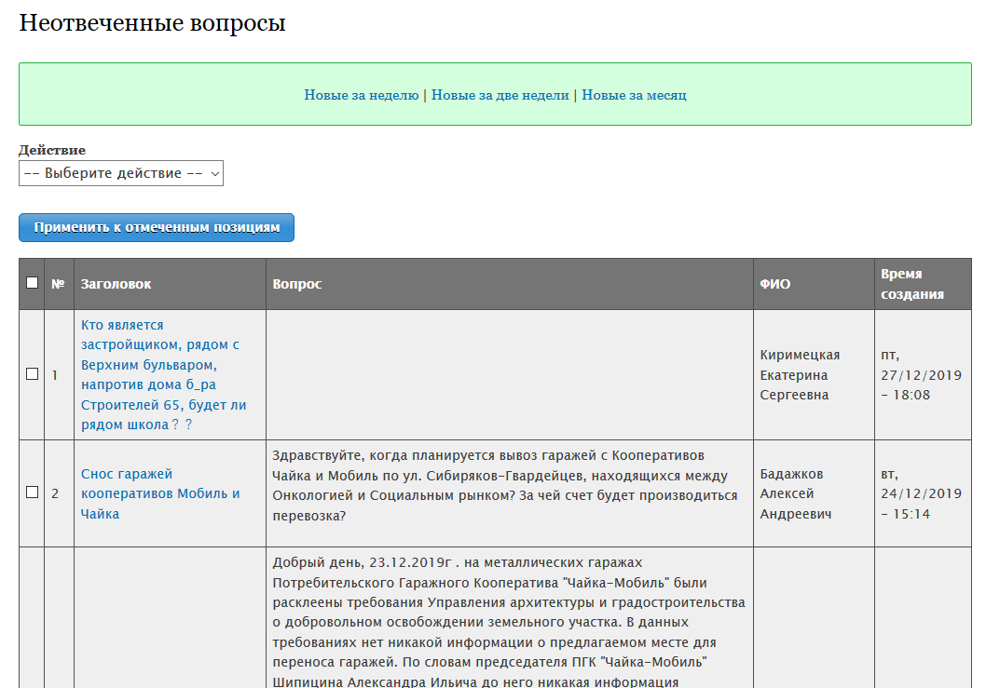 Неотвеченные вопросы
Новые за неделю | Новые за две недели | Новые за месяц
Действие
-- Выберите действие --
Применить к отмеченным позициям
№ Заголовок Вопрос ФИО Время
создания
1
Кто является
застройщиком, рядом с
Верхним бульваром,
напротив дома б_ра
Строителей 65, будет ли
рядом школа? ?
Киримецкая
Екатерина
Сергеевна
пт,
27/12/2019
- 18:08
2
Снос гаражей
кооперативов Мобиль и
Чайка
Здравствуйте, когда планируется вывоз гаражей с Кооперативов
Чайка и Мобиль по ул. Сибиряков-Гвардейцев, находящихся между
Онкологией и Социальным рынком? За чей счет будет производиться
перевозка?
Бадажков
Алексей
Андреевич
вт,
24/12/2019
- 15:14
Добрый день, 23.12.2019г . на металлических гаражах
Потребительского Гаражного Кооператива "Чайка-Мобиль" были
расклеены требования Управления архитектуры и градостроительства
о добровольном освобождении земельного участка. В данных
требованиях нет никакой информации о предлагаемом месте для
переноса гаражей. По словам председателя ПГК "Чайка-Мобиль"
Шипицина Александра Ильича до него никакая информация